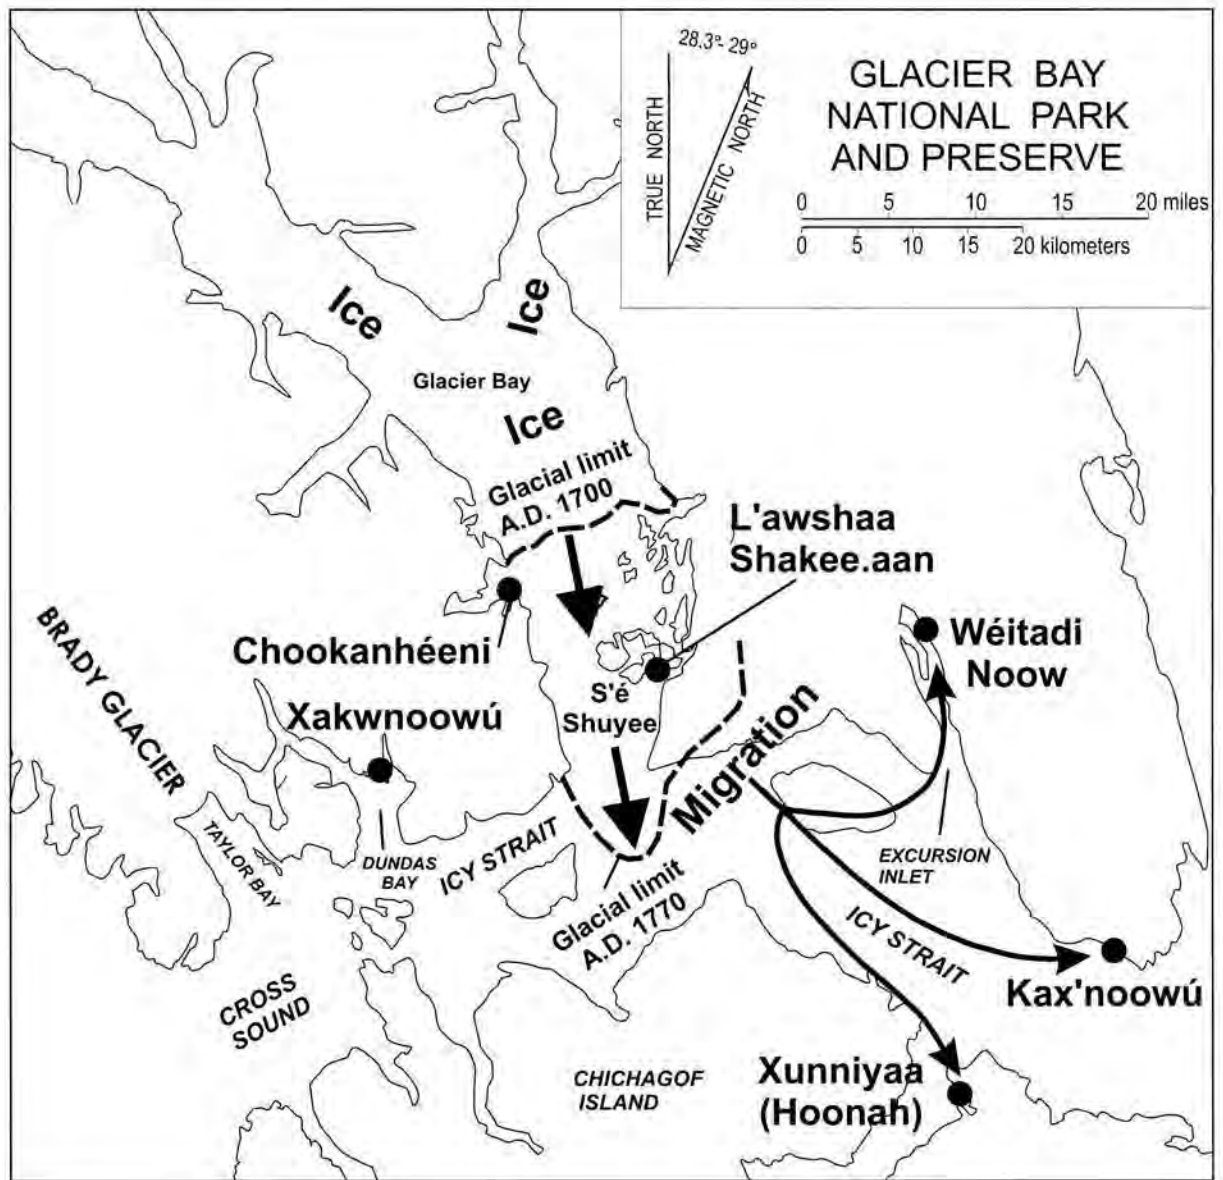 28.3°- 29°
TRUE NORTH
MAGNETIC NORTH
GLACIER BAY
NATIONAL PARK
AND PRESERVE
0 5 10 15 20 miles
0 5 10 15 20 kilometers
Ice
Ice
Glacier Bay
Ice
Glacial limit
A.D. 1700
L'awshaa
Shakee.aan
Chookanhéeni
Wéitadi
Noow
BRADY GLACIER
Xakwnoowú
S'é
Shuyee
Migration
TAYLOR BAY
DUNDAS
BAY
ICY STRAIT
EXCURSION
INLET
Glacial limit
A.D. 1770
ICY STRAIT
Kax'noowú
CROSS
SOUND
CHICHAGOF
ISLAND
Xunniyaa
(Hoonah)